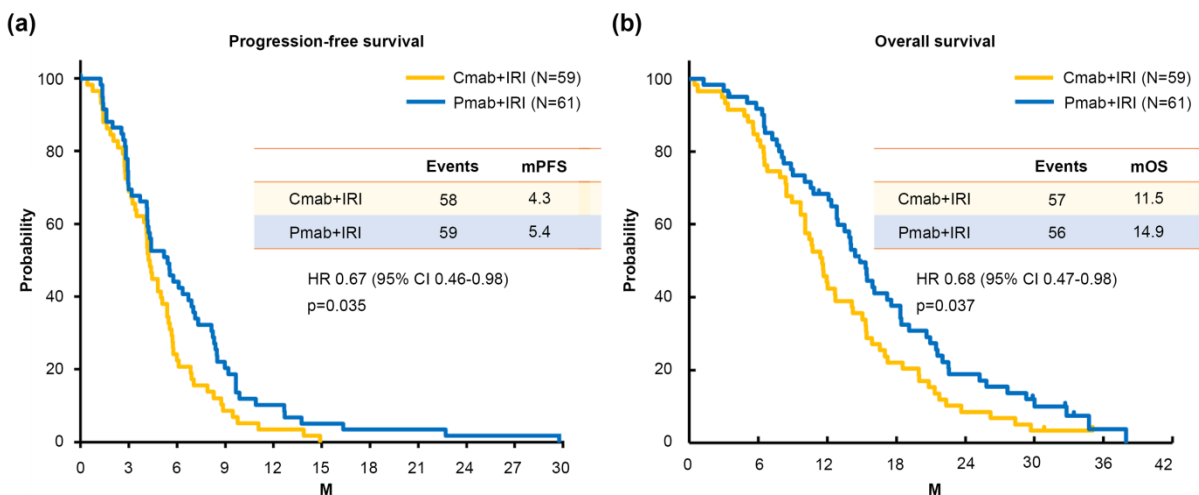 (a)
Progression-free survival
Cmab+IRI (N=59)
Pmab+IRI (N=61)
Events mPFS
Cmab+IRI 58 4.3
Pmab+IRI 59 5.4
HR 0.67 (95% CI 0.46-0.98)
p=0.035
Probability
100
80
60
40
20
0
0 3 6 9 12 15 18 21 24 27 30
M
(b)
Overall survival
Cmab+IRI (N=59)
Pmab+IRI (N=61)
Events mOS
Cmab+IRI 57 11.5
Pmab+IRI 56 14.9
HR 0.68 (95% CI 0.47-0.98)
p=0.037
Probability
100
80
60
40
20
0
0 6 12 18 24 30 36 42
M